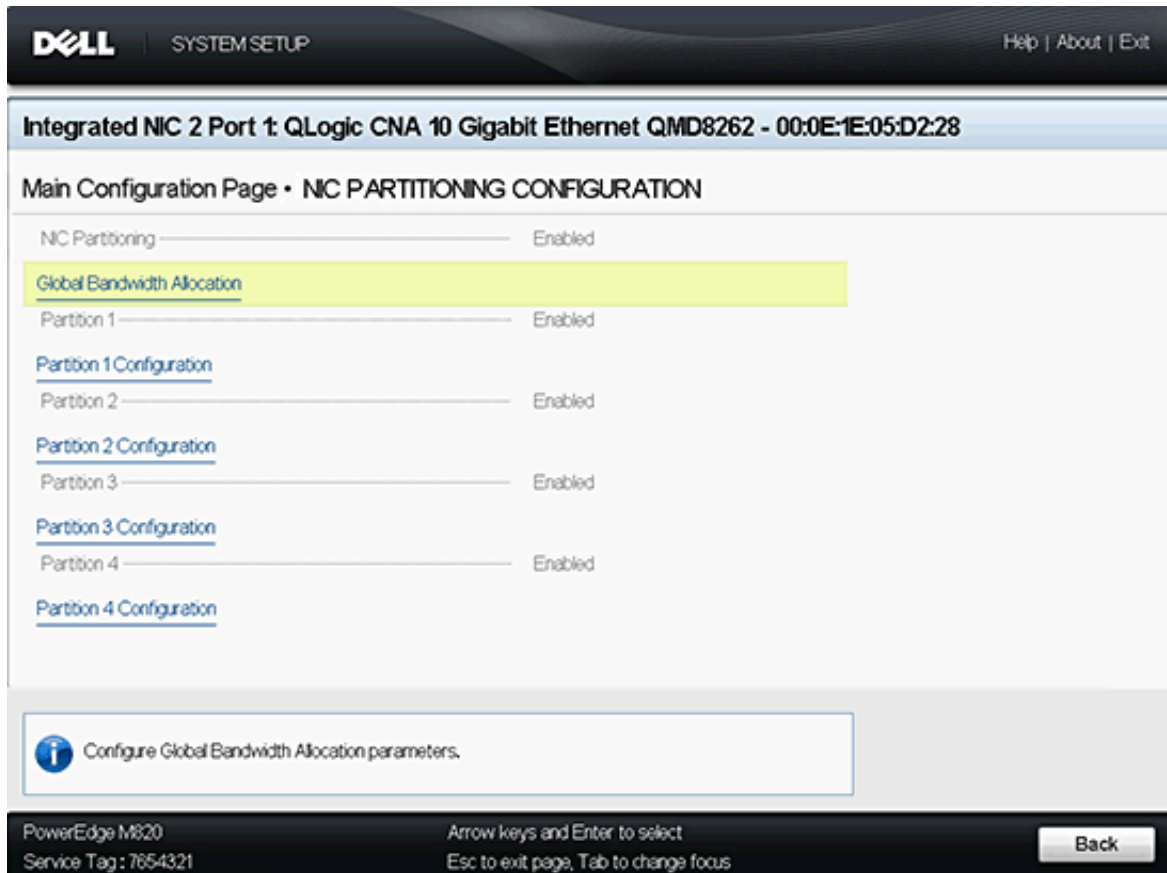 DELL SYSTEM SETUP Help | About | Exit
Integrated NIC 2 Port 1: QLogic CNA 10 Gigabit Ethernet QMD8262 - 00:0E:1E:05:D2:28
Main Configuration Page • NIC PARTITIONING CONFIGURATION
NIC Partitioning Enabled
Global Bandwidth Allocation
Partition 1 Enabled
Partition 1 Configuration
Partition 2 Enabled
Partition 2 Configuration
Partition 3 Enabled
Partition 3 Configuration
Partition 4 Enabled
Partition 4 Configuration
Configure Global Bandwidth Allocation parameters.
PowerEdge M820 Arrow keys and Enter to select Back
Service Tag : 7654321 Esc to exit page, Tab to change focus